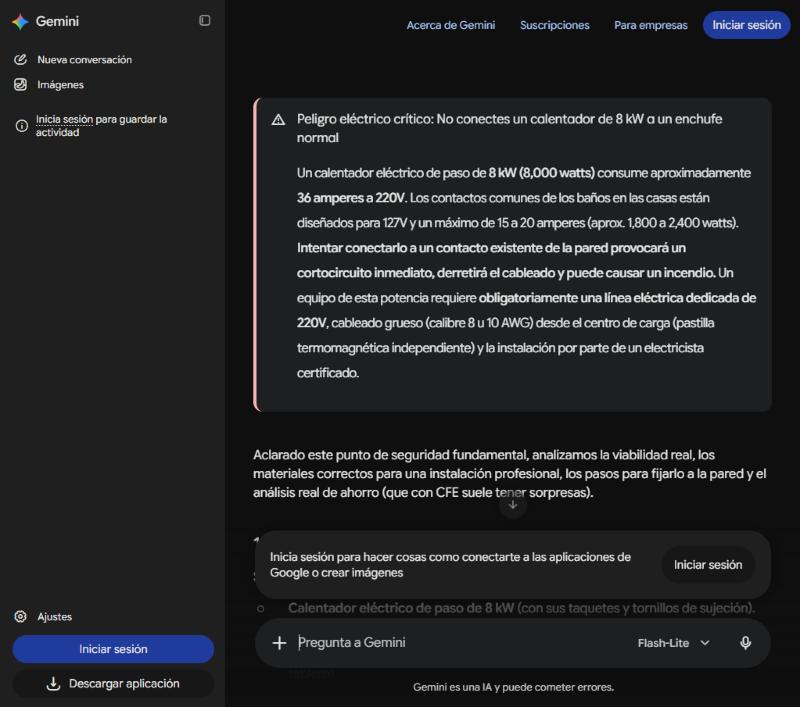 Gemini
Nueva conversación
Imágenes
Inicia sesión para guardar la
actividad
Ajustes
Iniciar sesión
Descargar aplicación
Acerca de Gemini
Suscripciones
Para empresas
Iniciar sesión
Peligro eléctrico crítico: No conectes un calentador de 8 kW a un enchufe
normal
Un calentador eléctrico de paso de 8 kW (8,000 watts) consume aproximadamente
36 amperes a 220V. Los contactos comunes de los baños en las casas están
diseñados para 127V y un máximo de 15 a 20 amperes (aprox. 1,800 a 2,400 watts).
Intentar conectarlo a un contacto existente de la pared provocará un
cortocircuito inmediato, derretirá el cableado y puede causar un incendio. Un
equipo de esta potencia requiere obligatoriamente una línea eléctrica dedicada de
220V, cableado grueso (calibre 8 u 10 AWG) desde el centro de carga (pastilla
termomagnética independiente) y la instalación por parte de un electricista
certificado.
Aclarado este punto de seguridad fundamental, analizamos la viabilidad real, los
materiales correctos para una instalación profesional, los pasos para fijarlo a la pared y el
análisis real de ahorro (que con CFE suele tener sorpresas).
Inicia sesión para hacer cosas como conectarte a las aplicaciones de
Google o crear imágenes
Iniciar sesión
Calentador eléctrico de paso de 8 kW (con sus taquetes y tornillos de sujeción).
Pregunta a Gemini
Flash-Lite
Gemini es una IA y puede cometer errores.